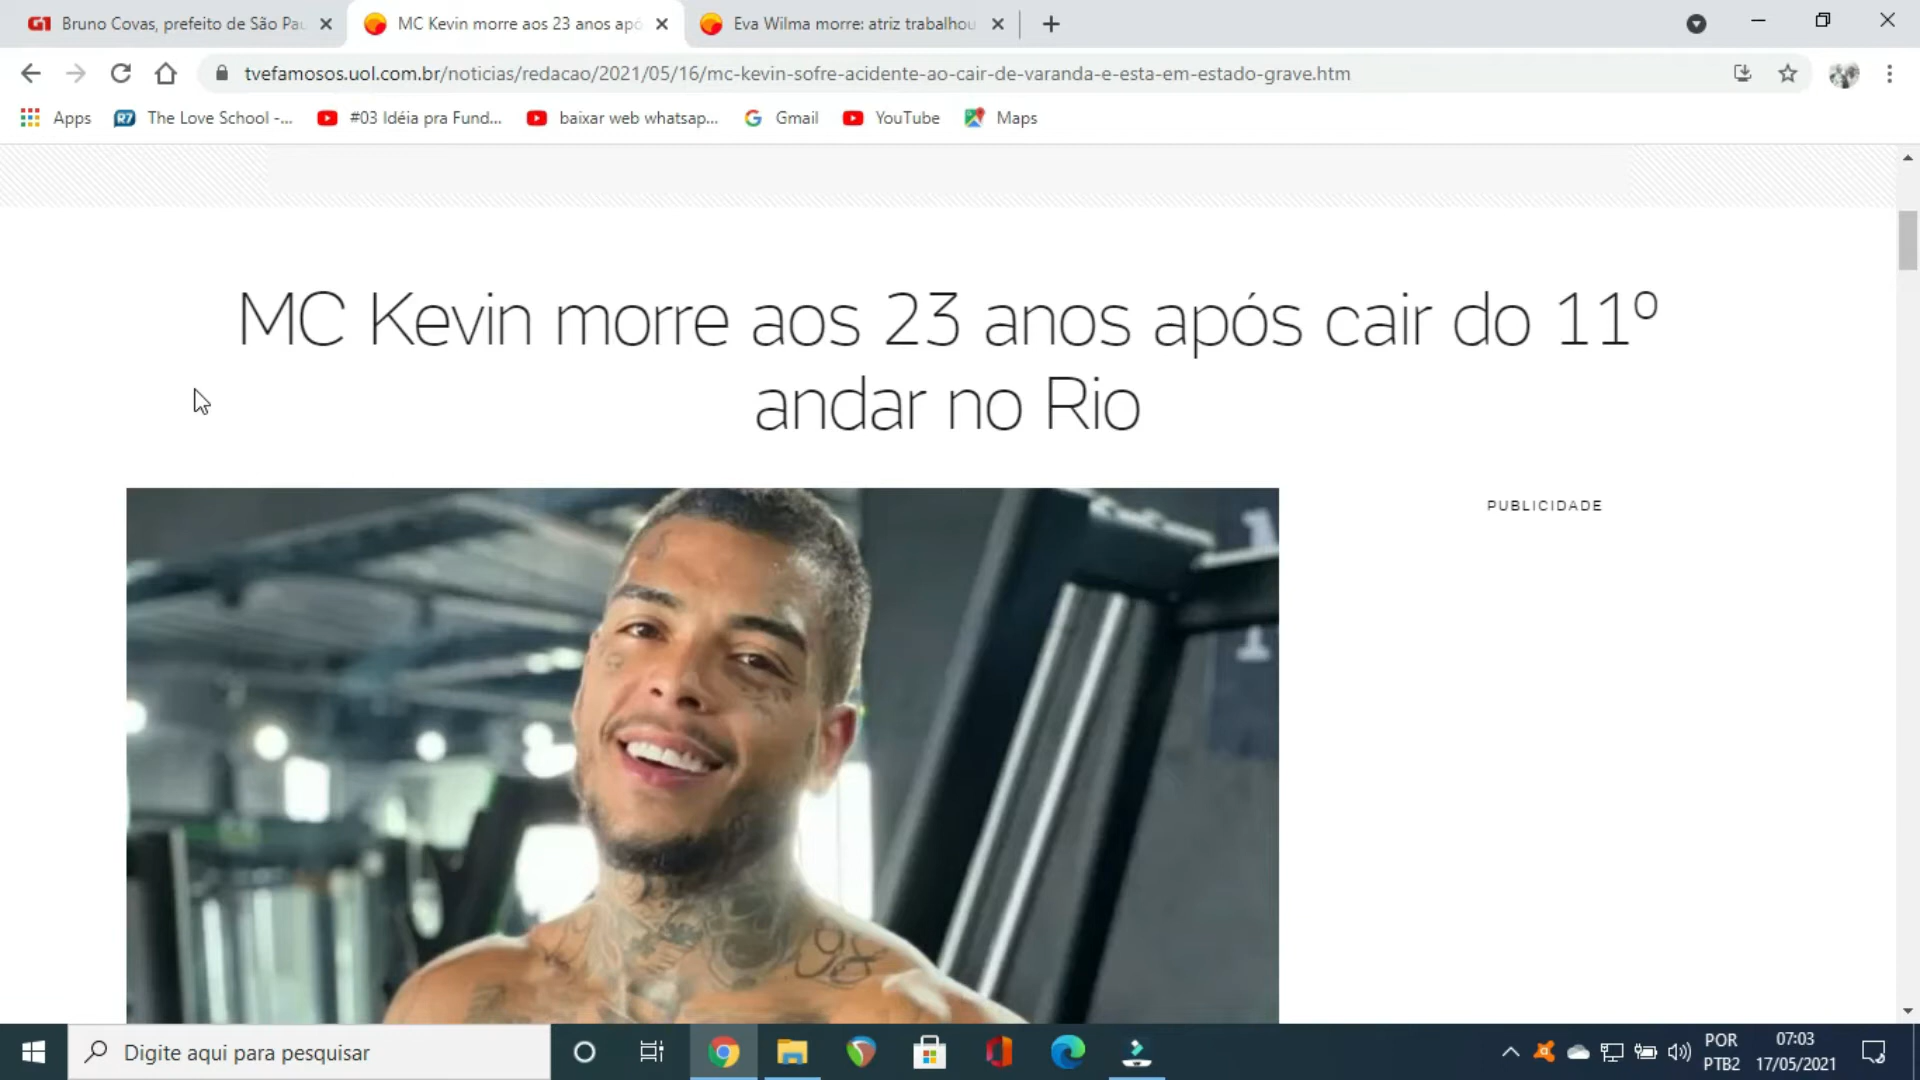 G1 Bruno Covas, prefeito de São Pau
MC Kevin morre aos 23 anos apó
Eva Wilma morre: atriz trabalhou
tvefamosos.uol.com.br/noticias/redacao/2021/05/16/mc-kevin-sofre-acidente-ao-cair-de-varanda-e-esta-em-estado-grave.htm
Apps
R7 The Love School -...
#03 Idéia pra Fund...
baixar web whatsap...
Gmail
YouTube
Maps
MC Kevin morre aos 23 anos após cair do 11º
andar no Rio
PUBLICIDADE
Digite aqui para pesquisar
POR
PTB2
07:03
17/05/2021